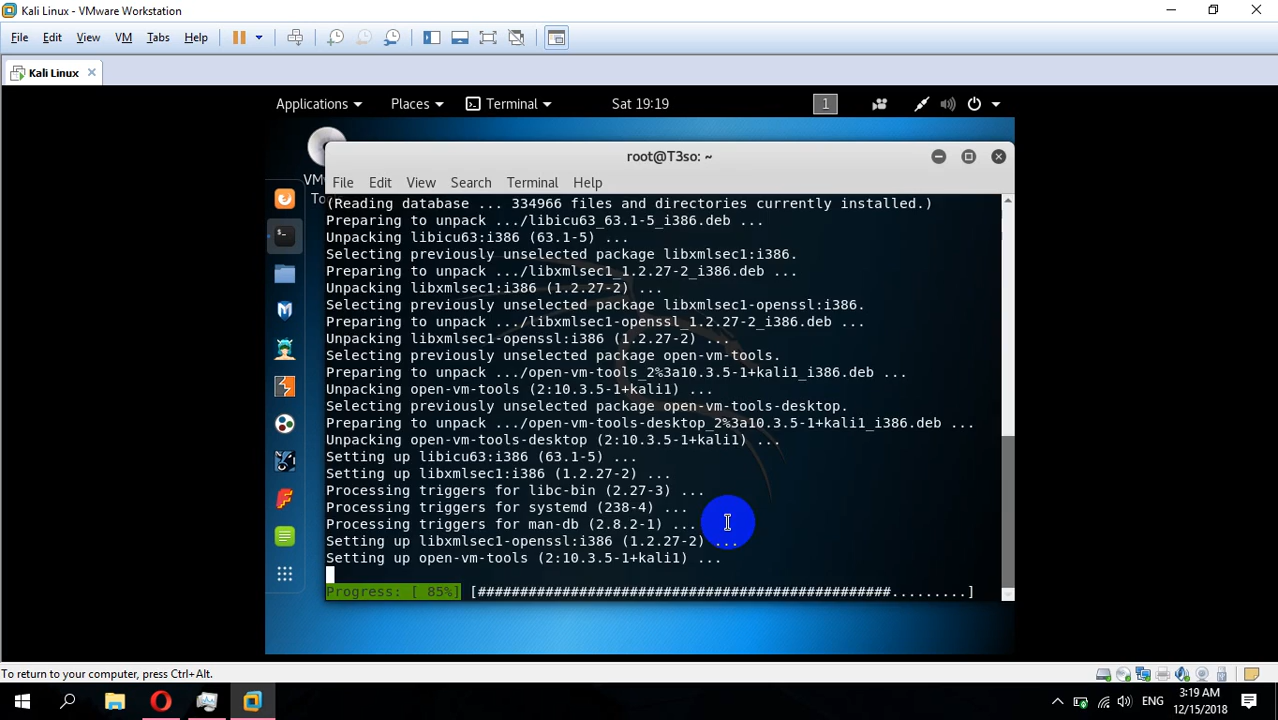 Kali Linux - VMware Workstation
File Edit View VM Tabs Help
Kali Linux
Applications Places Terminal Sat 19:19 1
root@T3so: ~
File Edit View Search Terminal Help
(Reading database ... 334966 files and directories currently installed.)
Preparing to unpack .../libicu63_63.1-5_i386.deb ...
Unpacking libicu63:i386 (63.1-5) ...
Selecting previously unselected package libxmlsec1:i386.
Preparing to unpack .../libxmlsec1_1.2.27-2_i386.deb ...
Unpacking libxmlsec1:i386 (1.2.27-2) ...
Selecting previously unselected package libxmlsec1-openssl:i386.
Preparing to unpack .../libxmlsec1-openssl_1.2.27-2_i386.deb ...
Unpacking libxmlsec1-openssl:i386 (1.2.27-2) ...
Selecting previously unselected package open-vm-tools.
Preparing to unpack .../open-vm-tools_2%3a10.3.5-1+kali1_i386.deb ...
Unpacking open-vm-tools (2:10.3.5-1+kali1) ...
Selecting previously unselected package open-vm-tools-desktop.
Preparing to unpack .../open-vm-tools-desktop_2%3a10.3.5-1+kali1_i386.deb ...
Unpacking open-vm-tools-desktop (2:10.3.5-1+kali1) ...
Setting up libicu63:i386 (63.1-5) ...
Setting up libxmlsec1:i386 (1.2.27-2) ...
Processing triggers for libc-bin (2.27-3) ...
Processing triggers for systemd (238-4) ...
Processing triggers for man-db (2.8.2-1) ...
Setting up libxmlsec1-openssl:i386 (1.2.27-2) ...
Setting up open-vm-tools (2:10.3.5-1+kali1) ...
Progress: [ 85%] [#################################################.........]
VM
To
To return to your computer, press Ctrl+Alt.
ENG
3:19 AM
12/15/2018